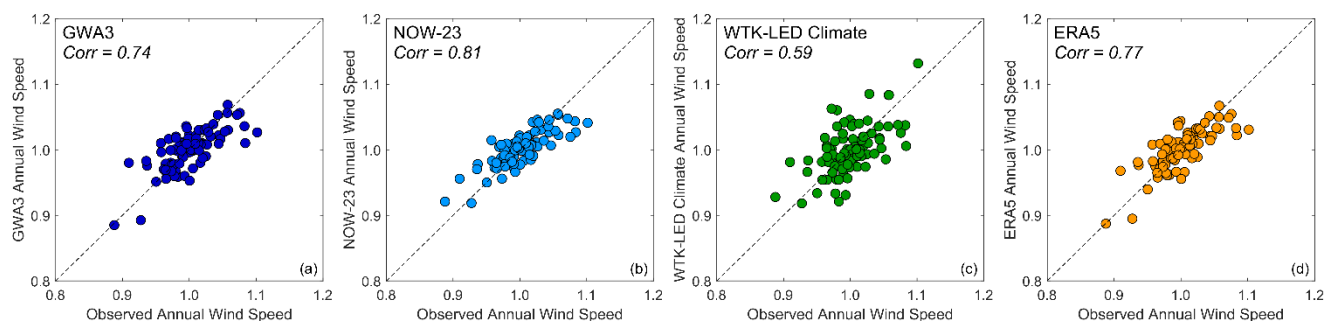 GWA3
Corr = 0.74
GWA3 Annual Wind Speed
1.2
1.1
1.0
0.9
0.8
(a)
0.8 0.9 1.0 1.1 1.2
Observed Annual Wind Speed
NOW-23
Corr = 0.81
NOW-23 Annual Wind Speed
1.2
1.1
1.0
0.9
0.8
(b)
0.8 0.9 1.0 1.1 1.2
Observed Annual Wind Speed
WTK-LED Climate
Corr = 0.59
WTK-LED Climate Annual Wind Speed
1.2
1.1
1.0
0.9
0.8
(c)
0.8 0.9 1.0 1.1 1.2
Observed Annual Wind Speed
ERA5
Corr = 0.77
ERA5 Annual Wind Speed
1.2
1.1
1.0
0.9
0.8
(d)
0.8 0.9 1.0 1.1 1.2
Observed Annual Wind Speed